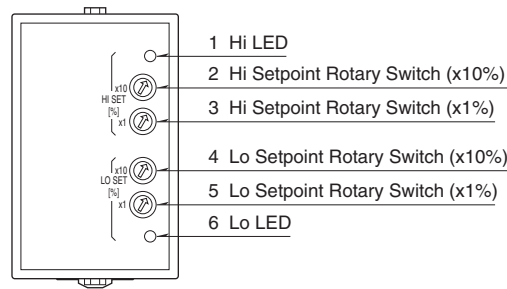 1 Hi LED
x10
2 Hi Setpoint Rotary Switch (x10%)
HI SET
[%]
x1
3 Hi Setpoint Rotary Switch (x1%)
x10
4 Lo Setpoint Rotary Switch (x10%)
LO SET
[%]
x1
5 Lo Setpoint Rotary Switch (x1%)
6 Lo LED